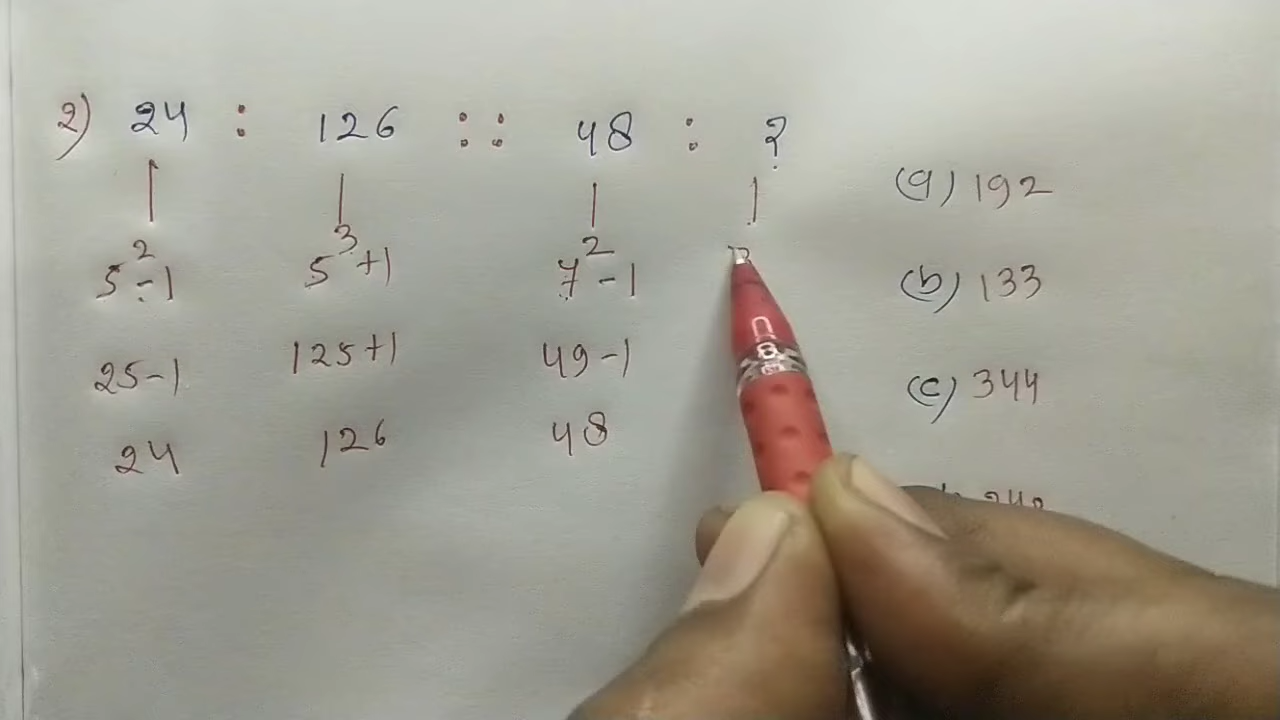 2) 24 : 126 :: 48 : ?
5²-1 5³+1 7²-1
25-1 125+1 49-1
24 126 48
(a) 192
(b) 133
(c) 344